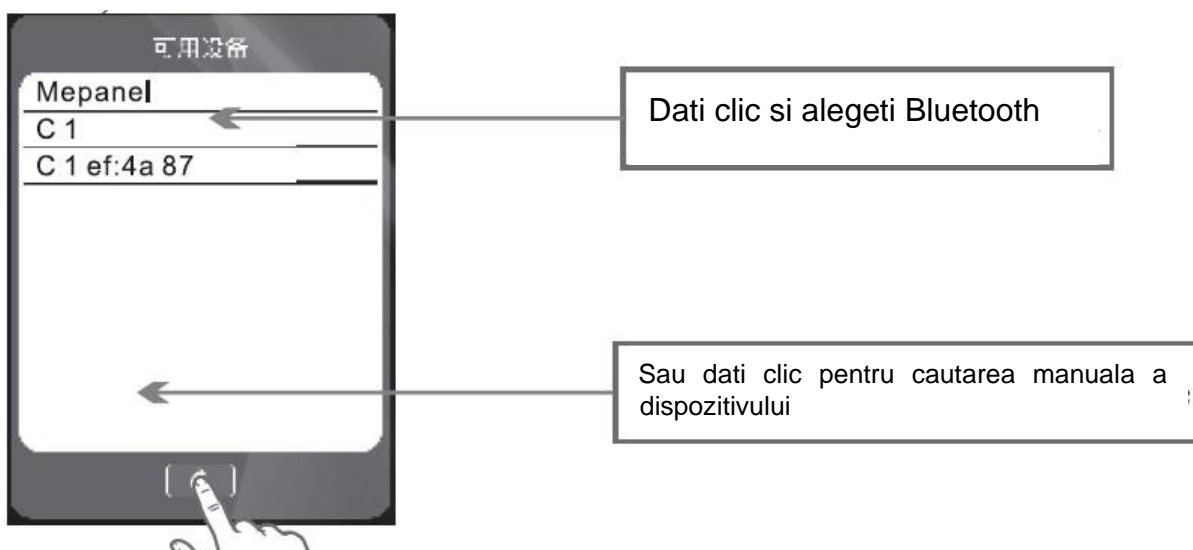 可用设备
Mepanel
C 1
C 1 ef:4a 87
Dati clic si alegeti Bluetooth
Sau dati clic pentru cautarea manuala a
dispozitivului